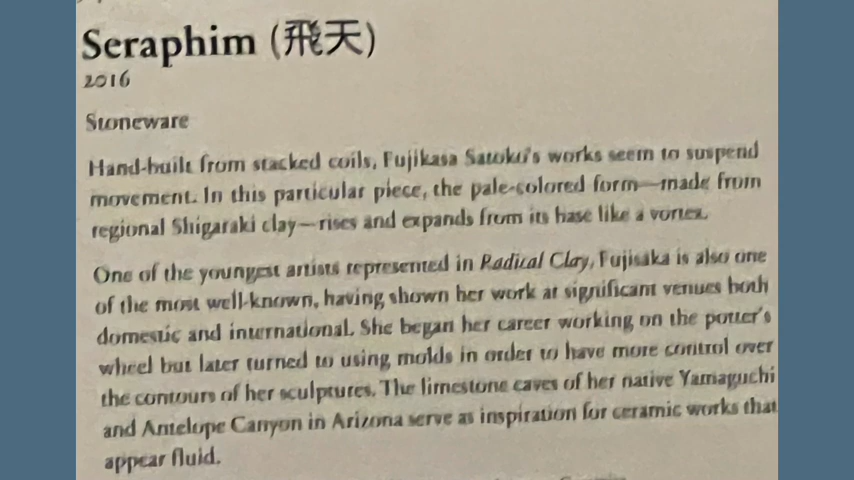 Seraphim (飛天)
2016
Stoneware
Hand-built from stacked coils, Fujikasa Satoko's works seem to suspend
movement. In this particular piece, the pale-colored form—made from
regional Shigaraki clay—rises and expands from its base like a vortex.
One of the youngest artists represented in Radical Clay, Fujisaka is also one
of the most well-known, having shown her work at significant venues both
domestic and international. She began her career working on the potter's
wheel but later turned to using molds in order to have more control over
the contours of her sculptures. The limestone caves of her native Yamaguchi
and Antelope Canyon in Arizona serve as inspiration for ceramic works that
appear fluid.